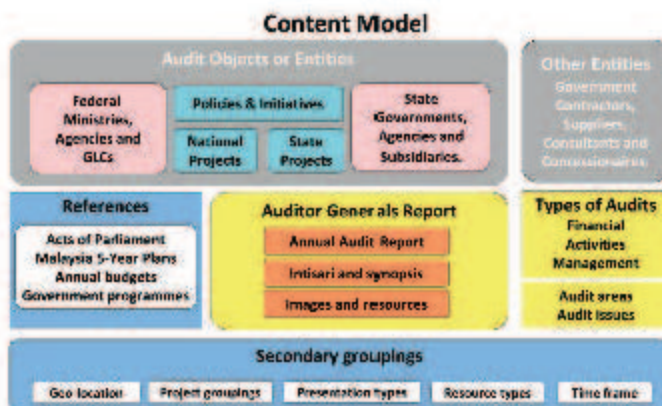 Content Model
Audit Objects or Entities
Federal
Ministries,
Agencies and
GLCs
Policies & Initiatives
National
Projects
State
Projects
State
Governments,
Agencies and
Subsidiaries.
Other Entities
Government
Contractors,
Suppliers,
Consultants and
Concessionaires.
References
Acts of Parliament
Malaysia 5-Year Plans
Annual budgets
Government programmes
Auditor Generals Report
Annual Audit Report
Intisari and synopsis
Images and resources
Types of Audits
Financial
Activities
Management
Audit areas
Audit issues
Secondary groupings
Geo location
Project groupings
Presentation types
Resource types
Time frame